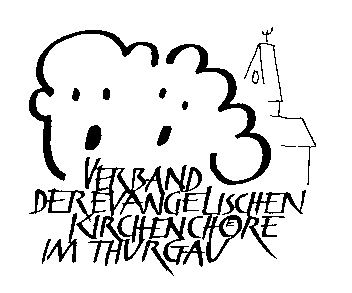 VERBAND
DER EVANGELISCHEN
KIRCHENCHÖRE
IM THURGAU